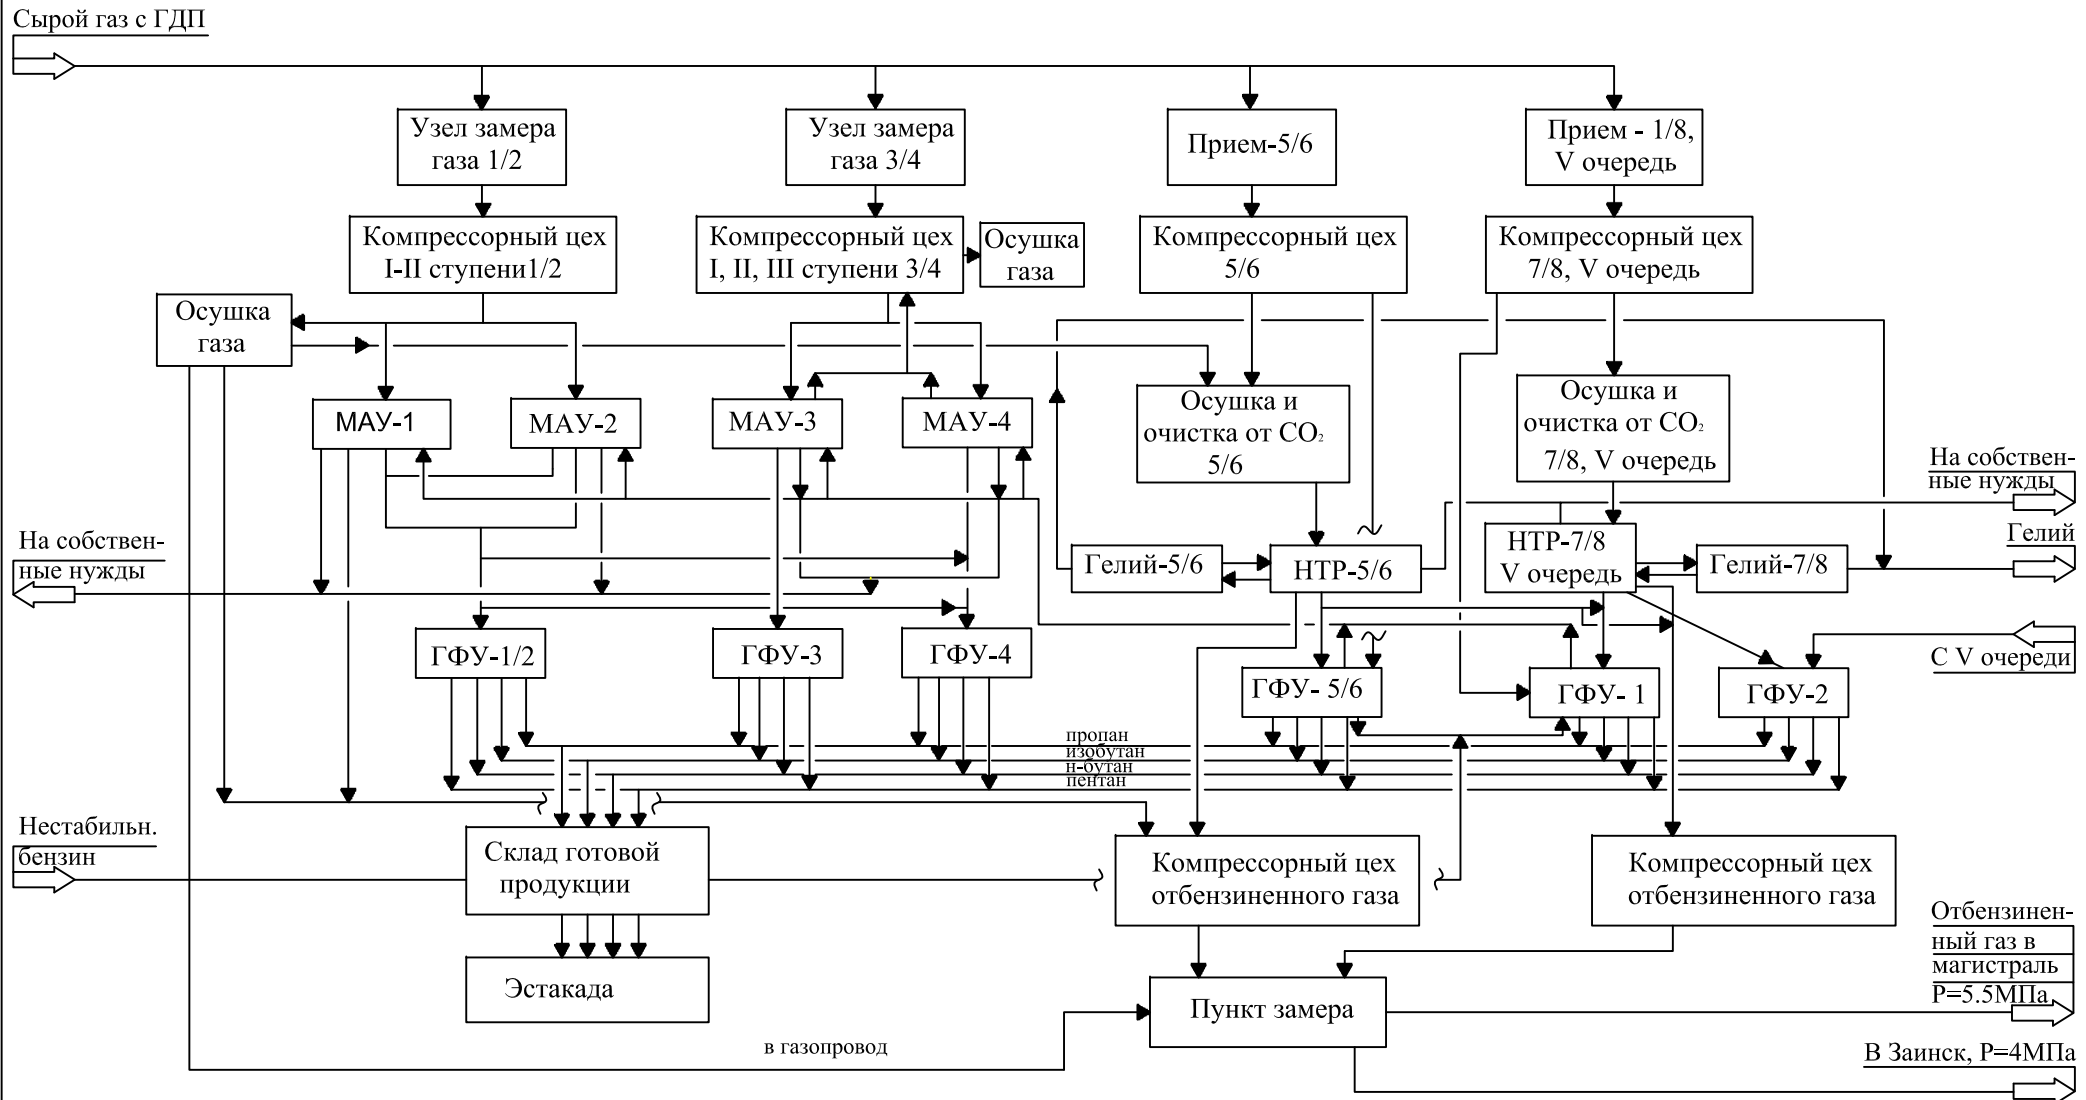 Сырой газ с ГДП
Узел замера
газа 1/2
Узел замера
газа 3/4
Прием-5/6
Прием - 1/8,
V очередь
Компрессорный цех
I-II ступени1/2
Компрессорный цех
I, II, III ступени 3/4
Осушка
газа
Компрессорный цех
5/6
Компрессорный цех
7/8, V очередь
Осушка
газа
МАУ-1
МАУ-2
МАУ-3
МАУ-4
Осушка и
очистка от CO₂
5/6
Осушка и
очистка от CO₂
7/8, V очередь
На собствен-
ные нужды
На собствен-
ные нужды
Гелий-5/6
НТР-5/6
НТР-7/8
V очередь
Гелий-7/8
Гелий
ГФУ-1/2
ГФУ-3
ГФУ-4
ГФУ- 5/6
ГФУ- 1
ГФУ-2
С V очереди
пропан
изобутан
н-бутан
пентан
Нестабильн.
бензин
Склад готовой
продукции
Компрессорный цех
отбензиненного газа
Компрессорный цех
отбензиненного газа
Эстакада
Пункт замера
Отбензинен-
ный газ в
магистраль
Р=5.5МПа
в газопровод
В Заинск, Р=4МПа